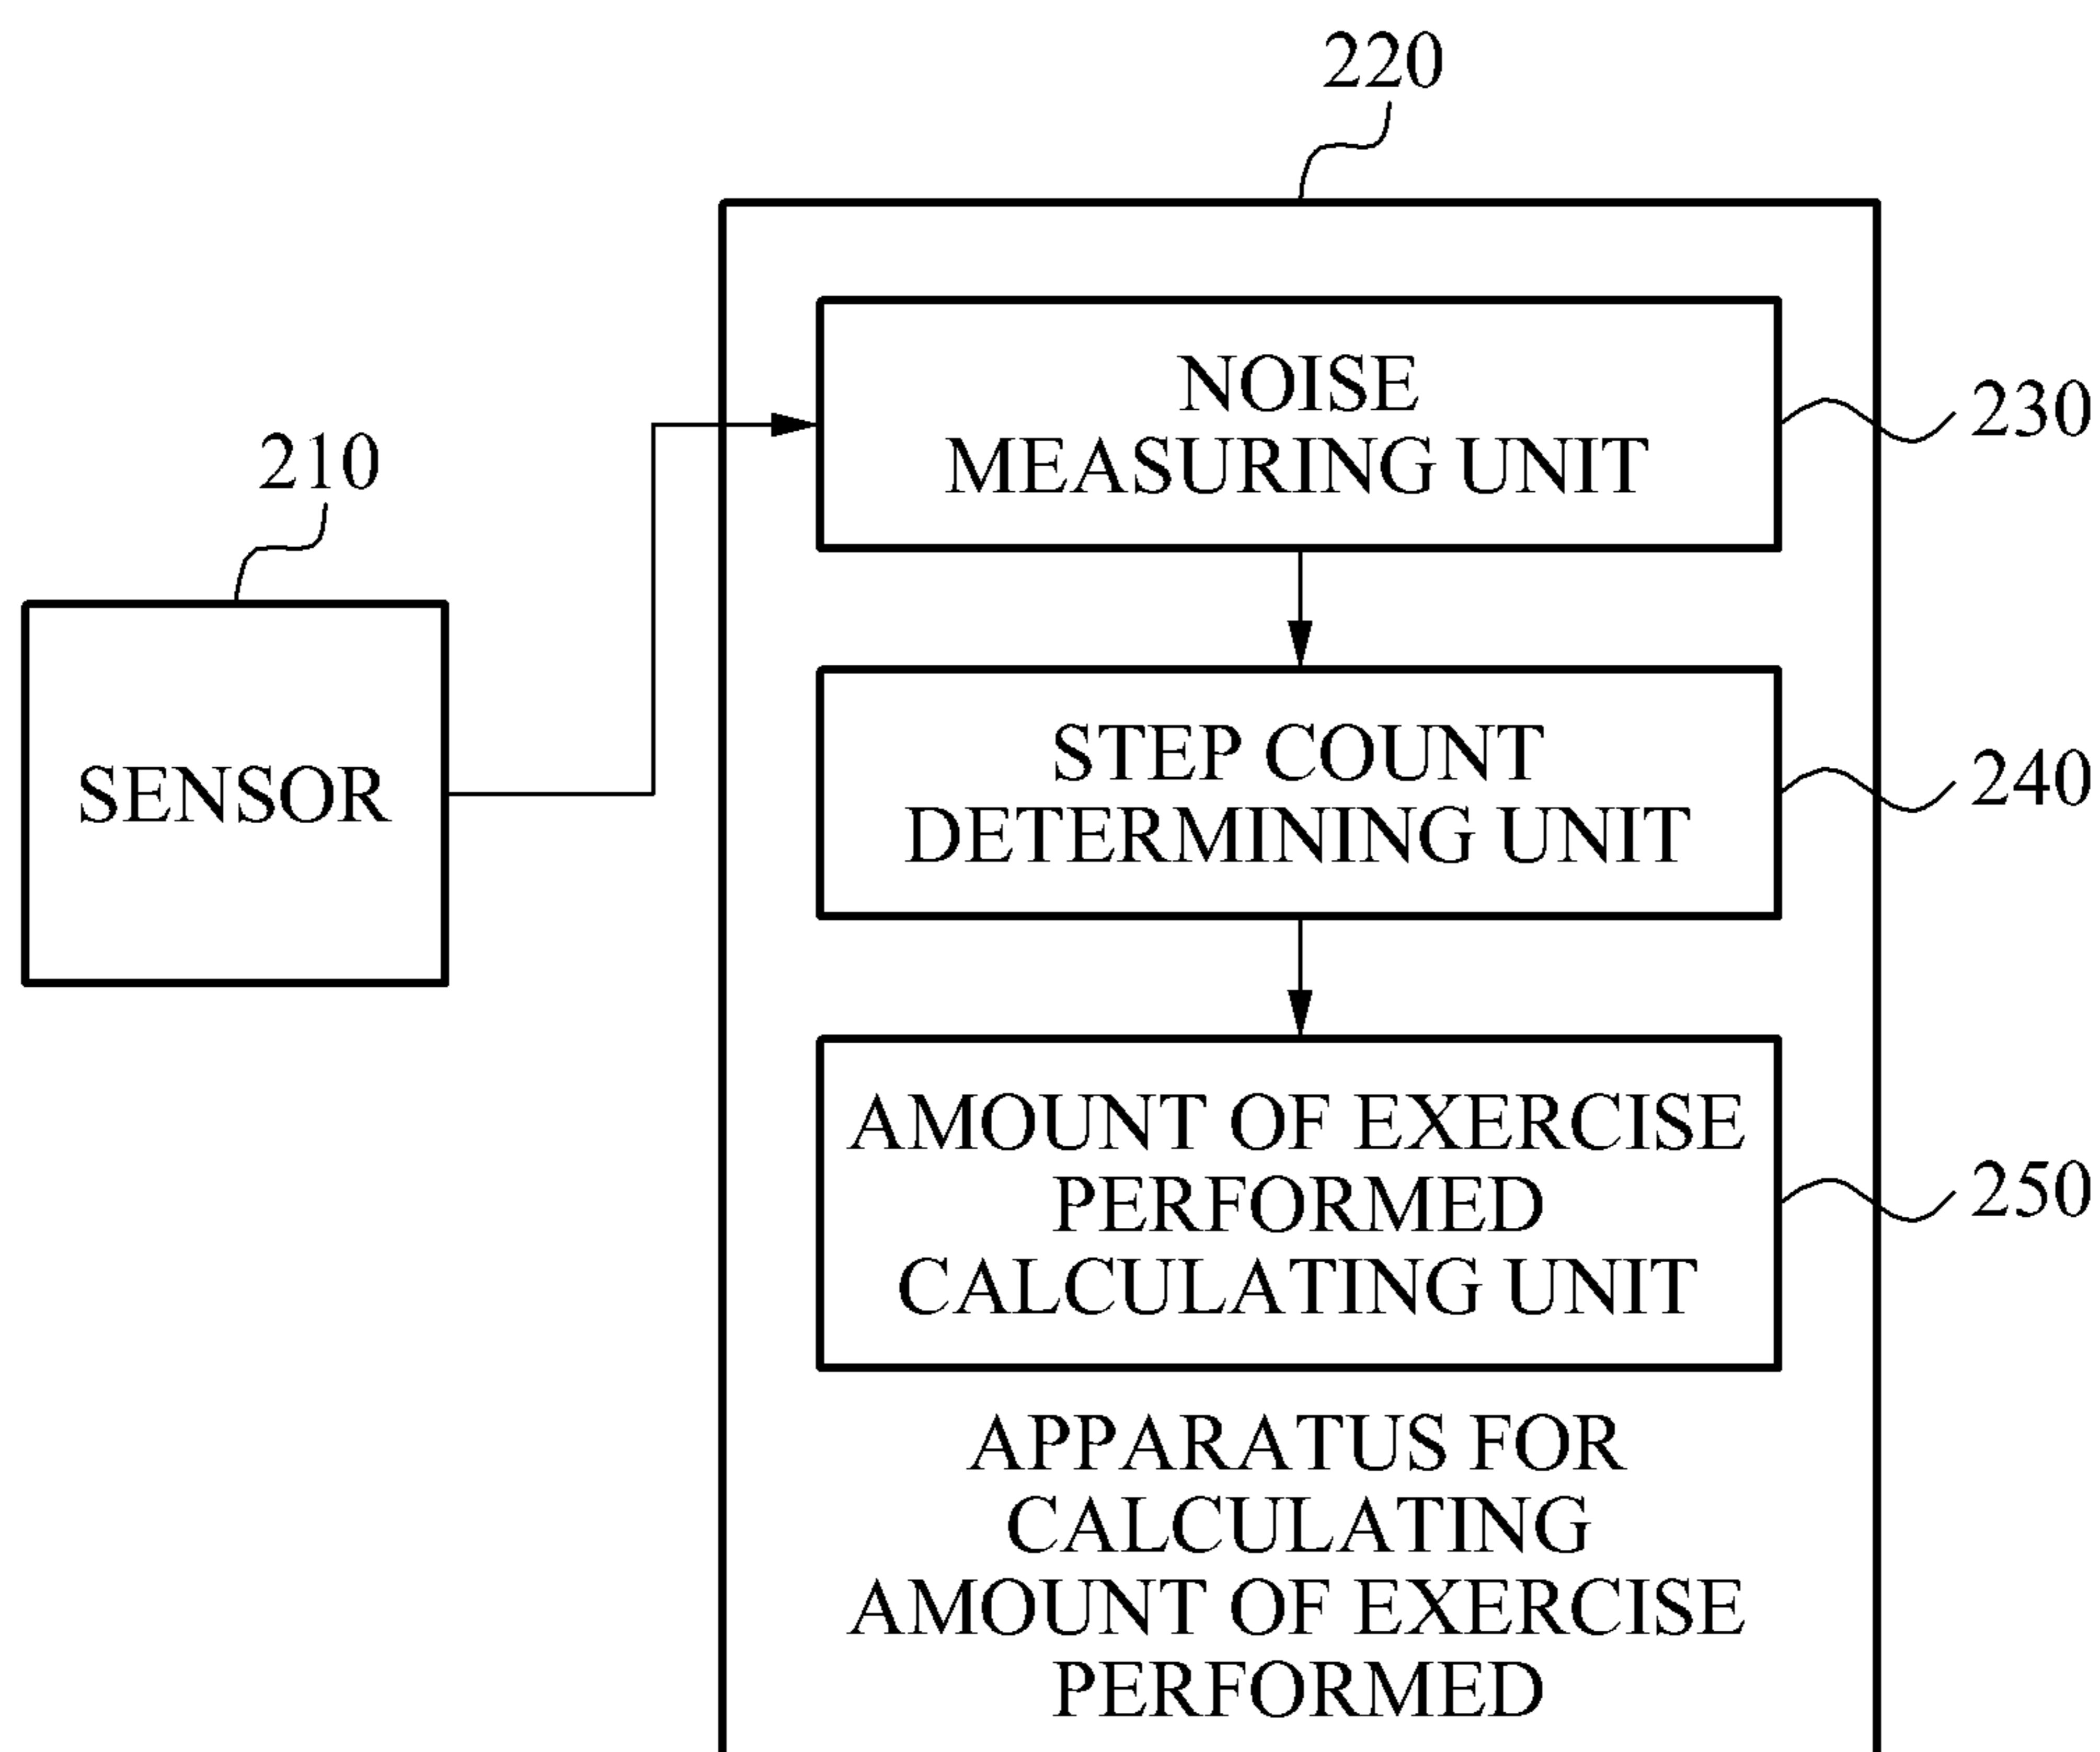 220
NOISE
MEASURING UNIT
230
210
SENSOR
STEP COUNT
DETERMINING UNIT
240
AMOUNT OF EXERCISE
PERFORMED
CALCULATING UNIT
250
APPARATUS FOR
CALCULATING
AMOUNT OF EXERCISE
PERFORMED